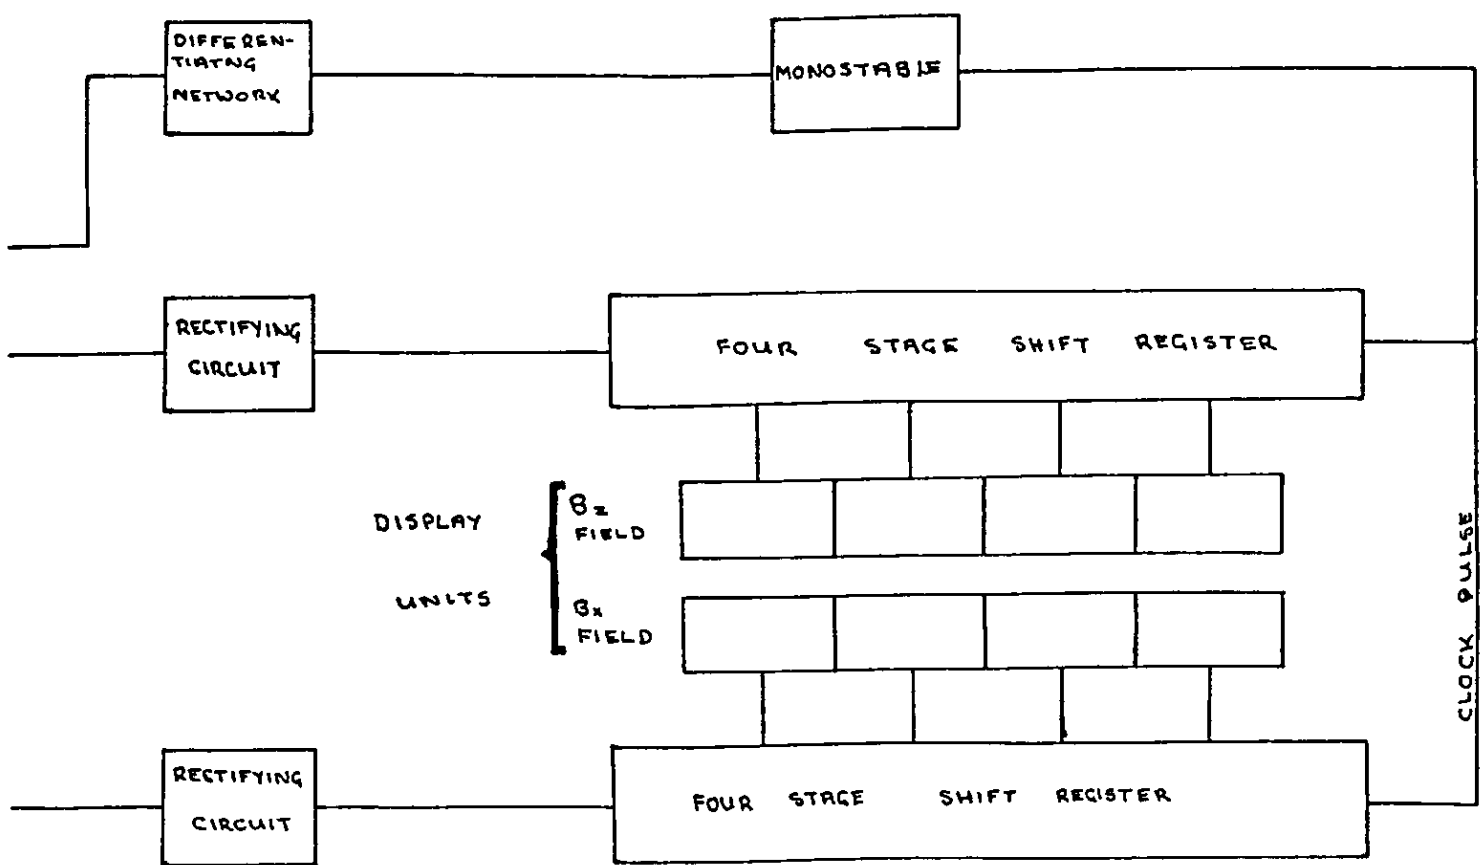 DIFFEREN-
TIATNG
NETWORK
MONOSTABLE
RECTIFYING
CIRCUIT
FOUR STAGE SHIFT REGISTER
DISPLAY
UNITS
Bz
FIELD
Bx
FIELD
CLOCK PULSE
RECTIFYING
CIRCUIT
FOUR STAGE SHIFT REGISTER